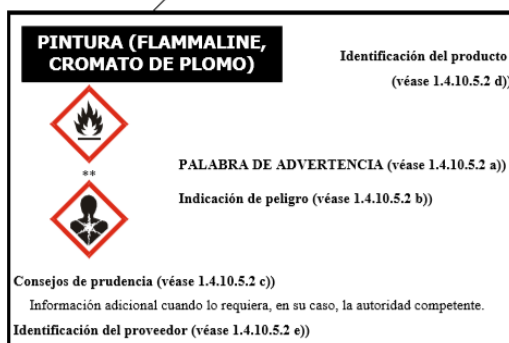 PINTURA (FLAMMALINE,
CROMATO DE PLOMO)
Identificación del producto
(véase 1.4.10.5.2 d))
**
PALABRA DE ADVERTENCIA (véase 1.4.10.5.2 a))
Indicación de peligro (véase 1.4.10.5.2 b))
Consejos de prudencia (véase 1.4.10.5.2 c))
Información adicional cuando lo requiera, en su caso, la autoridad competente.
Identificación del proveedor (véase 1.4.10.5.2 e))